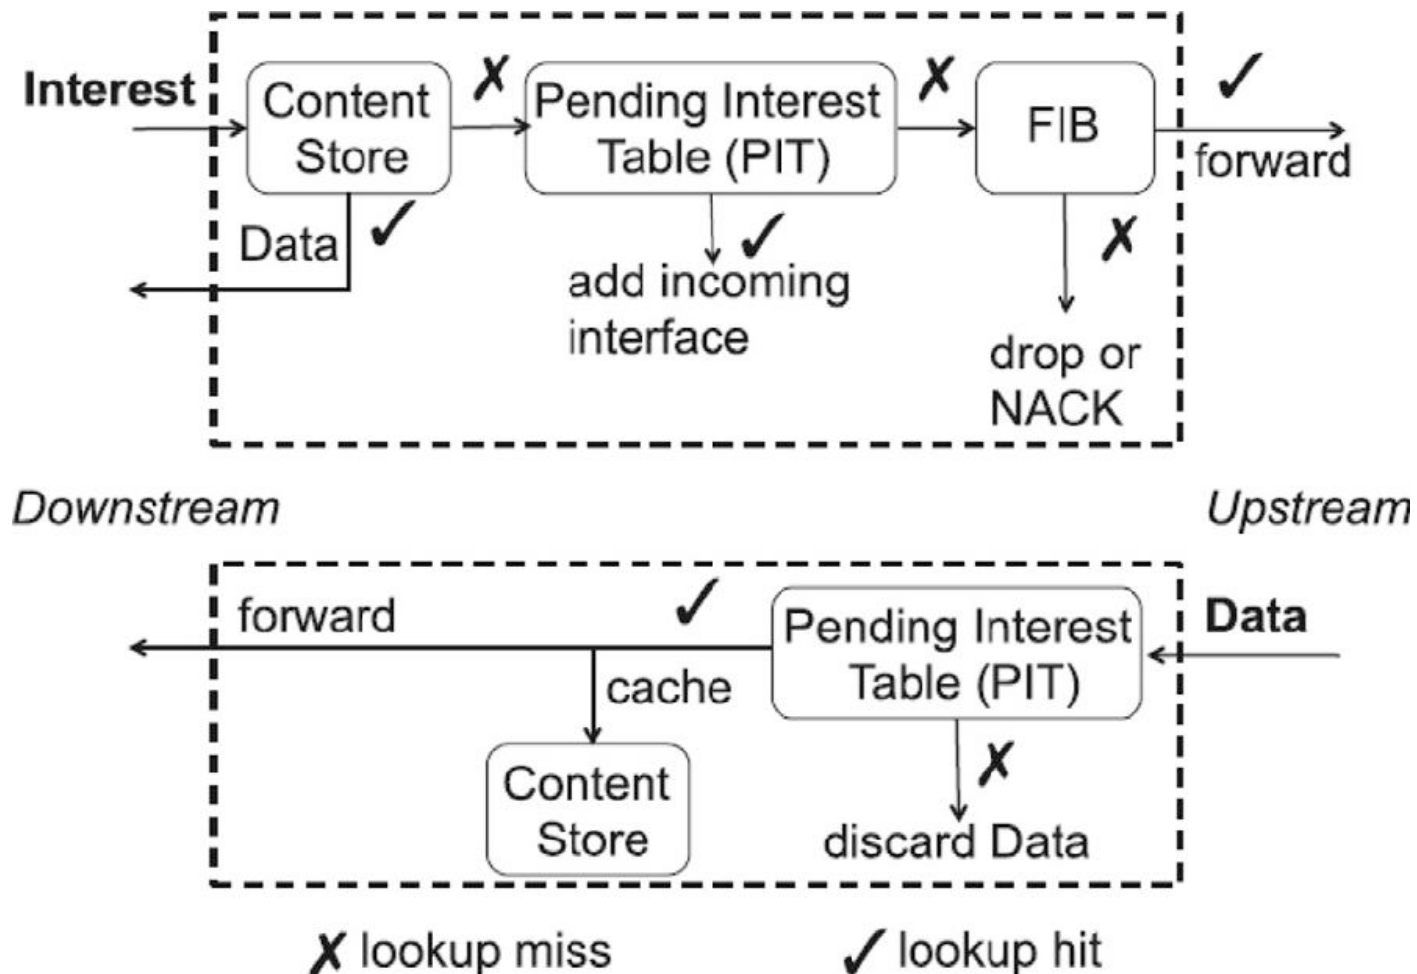 Interest
Content
Store
Pending Interest
Table (PIT)
FIB
forward
Data
add incoming
interface
drop or
NACK
Downstream
Upstream
forward
Pending Interest
Table (PIT)
Data
cache
Content
Store
discard Data
✗ lookup miss
✓ lookup hit